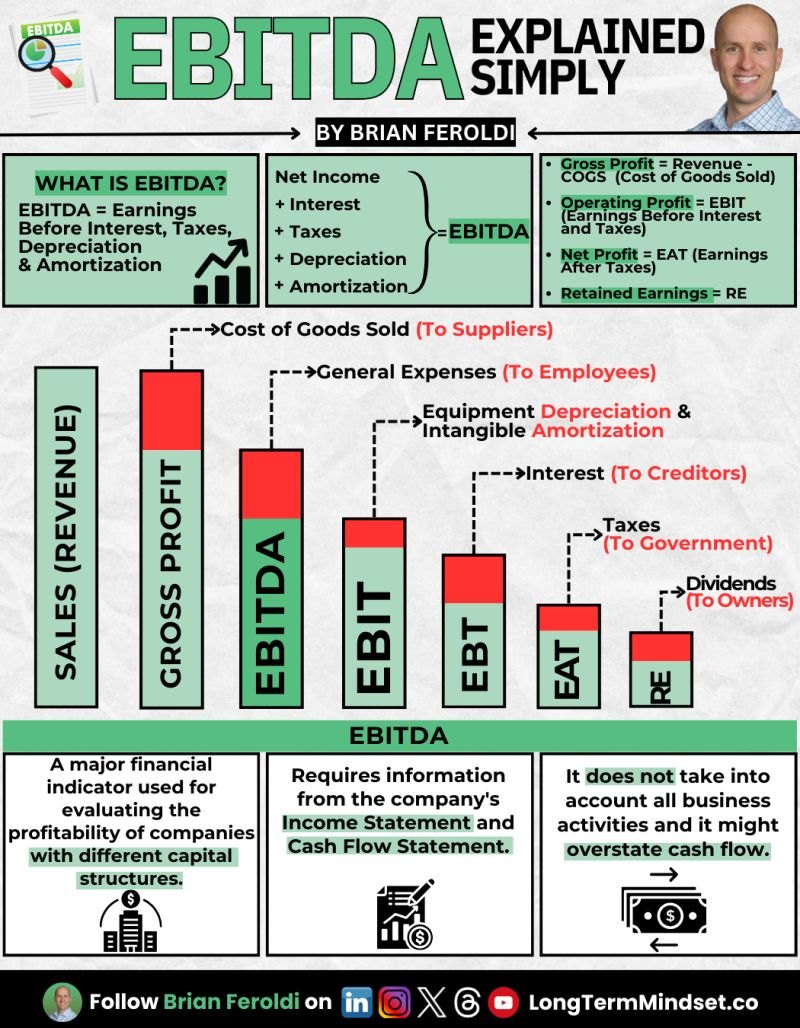 EBITDA
EBITDA
EXPLAINED
SIMPLY
BY BRIAN FEROLDI
WHAT IS EBITDA?
EBITDA = Earnings
Before Interest, Taxes,
Depreciation
& Amortization
Net Income
+ Interest
+ Taxes
+ Depreciation
+ Amortization
=EBITDA
• Gross Profit = Revenue -
COGS (Cost of Goods Sold)
• Operating Profit = EBIT
(Earnings Before Interest
and Taxes)
• Net Profit = EAT (Earnings
After Taxes)
• Retained Earnings = RE
Cost of Goods Sold (To Suppliers)
General Expenses (To Employees)
Equipment Depreciation &
Intangible Amortization
Interest (To Creditors)
Taxes
(To Government)
Dividends
(To Owners)
SALES (REVENUE)
GROSS PROFIT
EBITDA
EBIT
EBT
EAT
RE
EBITDA
A major financial
indicator used for
evaluating the
profitability of companies
with different capital
structures.
Requires information
from the company's
Income Statement and
Cash Flow Statement.
It does not take into
account all business
activities and it might
overstate cash flow.
Follow Brian Feroldi on
LongTermMindset.co